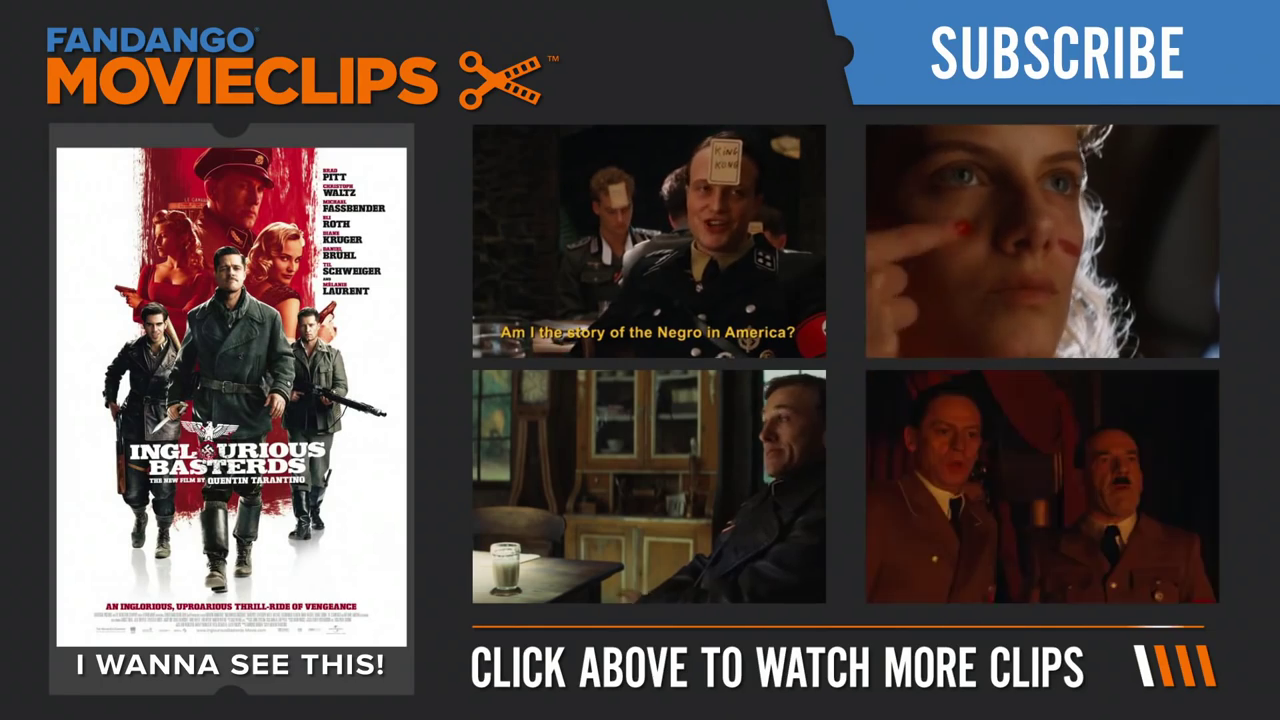 FANDANGO
MOVIECLIPS ™
SUBSCRIBE
BRAD
PITT
CHRISTOPH
WALTZ
MICHAEL
FASSBENDER
ELI
ROTH
DIANE
KRUGER
DANIEL
BRÜHL
TIL
SCHWEIGER
AND
MÉLANIE
LAURENT
INGLOURIOUS
BASTERDS
THE NEW FILM BY QUENTIN TARANTINO
AN INGLORIOUS, UPROARIOUS THRILL-RIDE OF VENGEANCE
I WANNA SEE THIS!
KING
KONG
Am I the story of the Negro in America?
CLICK ABOVE TO WATCH MORE CLIPS